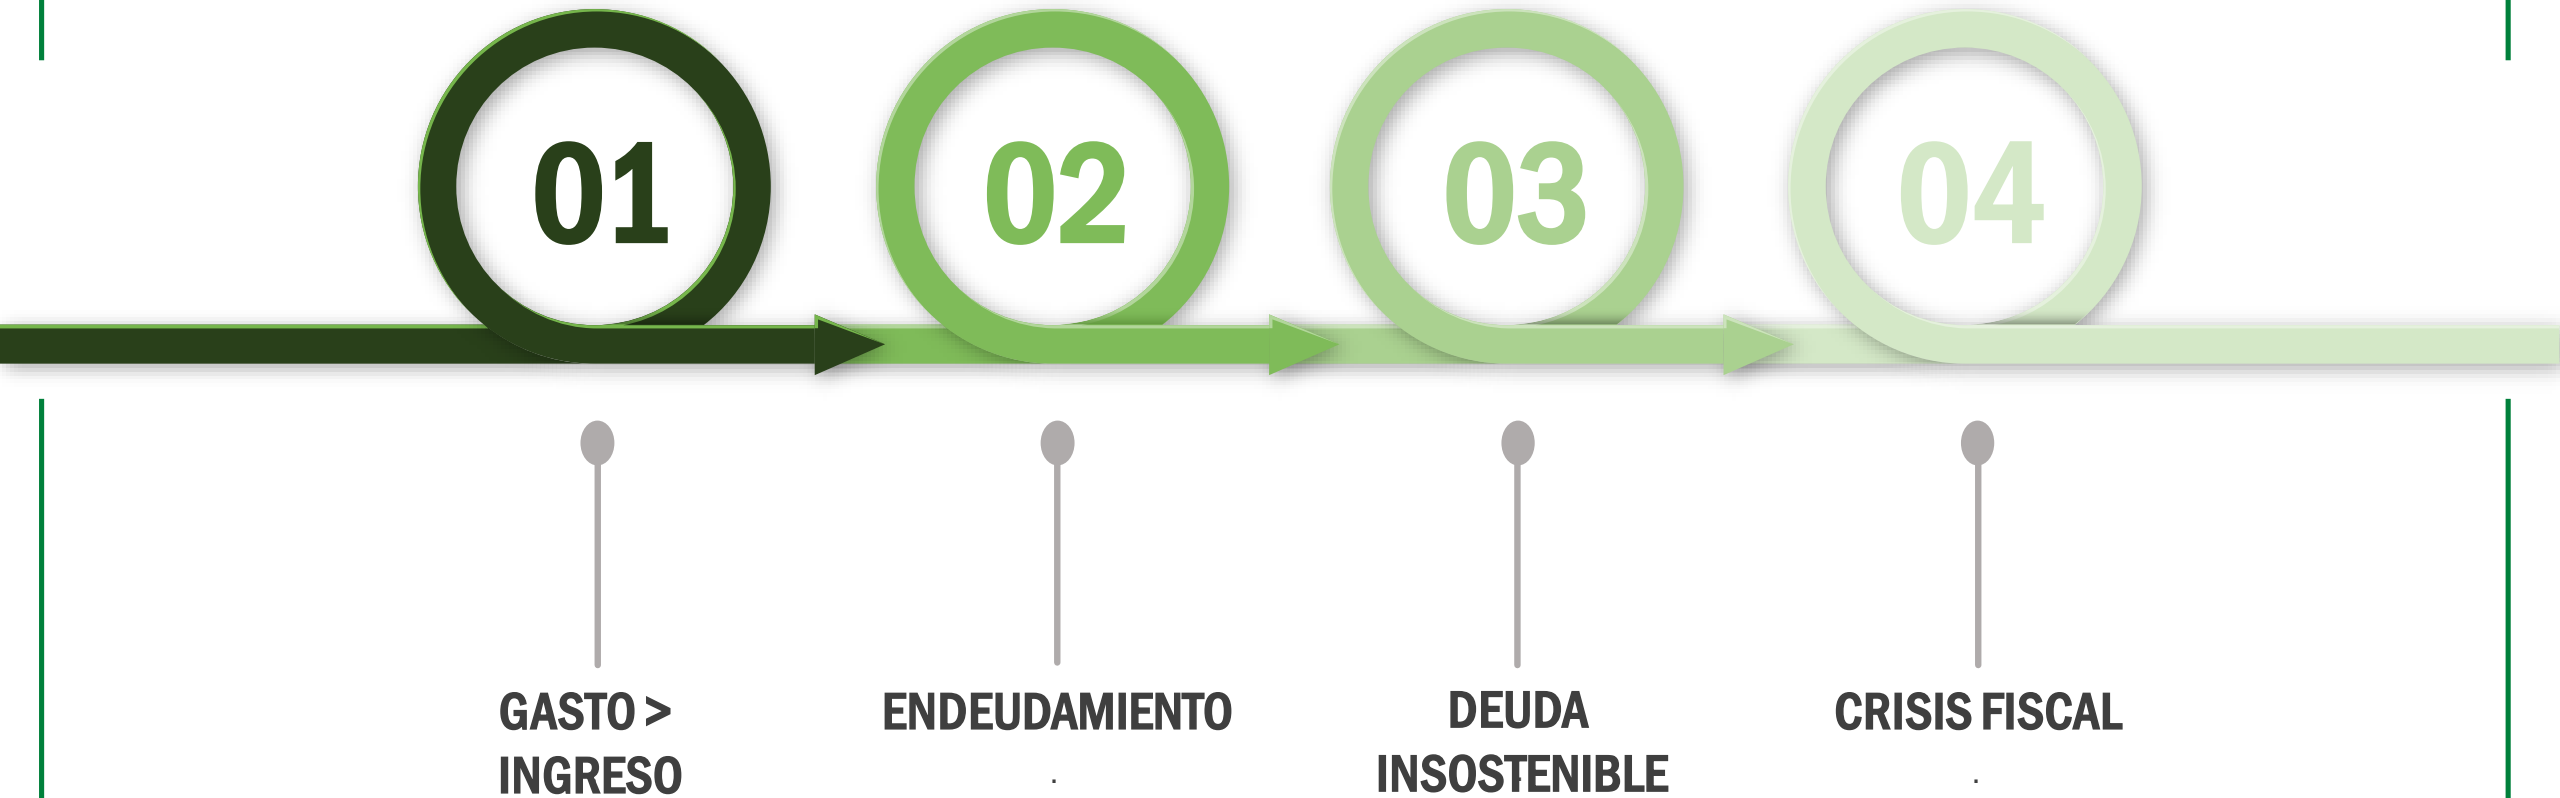 01
02
03
04
GASTO >
INGRESO
ENDEUDAMIENTO
.
DEUDA
INSOSTENIBLE
CRISIS FISCAL
.